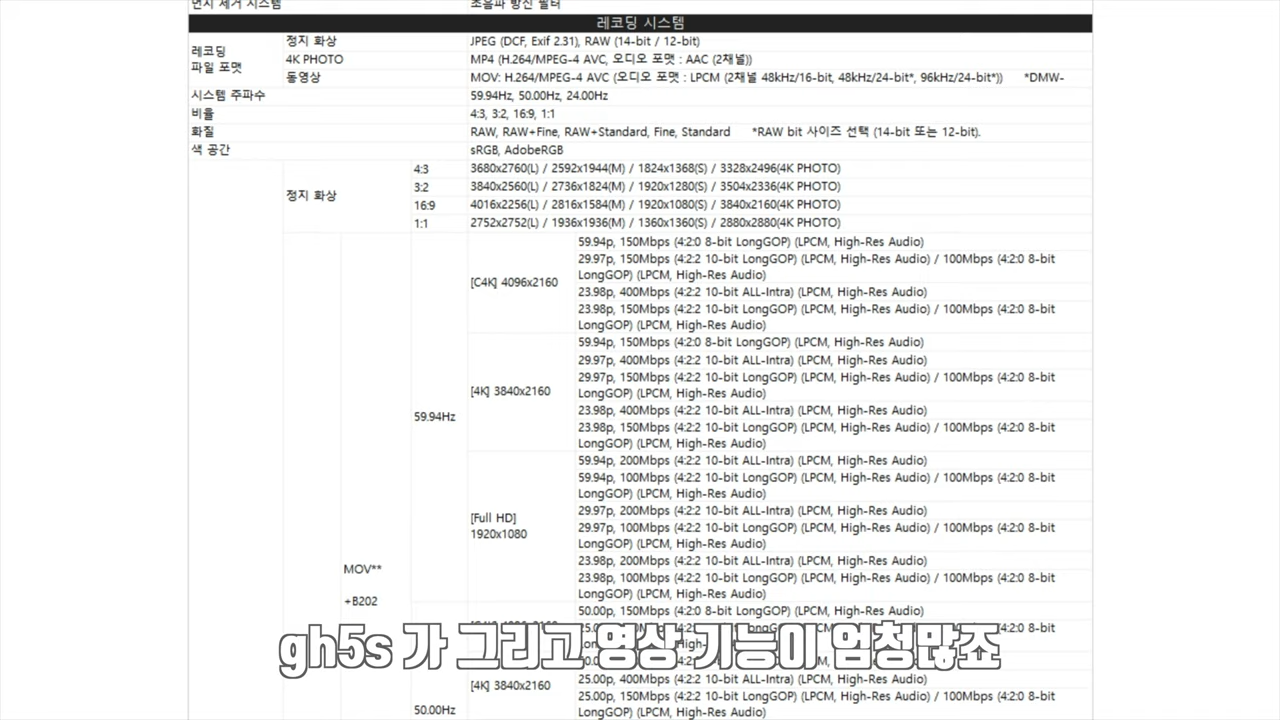 먼지 제거 시스템 초음파 방진 필터
레코딩 시스템
레코딩
파일 포맷
정지 화상 JPEG (DCF, Exif 2.31), RAW (14-bit / 12-bit)
4K PHOTO MP4 (H.264/MPEG-4 AVC, 오디오 포맷 : AAC (2채널))
동영상 MOV: H.264/MPEG-4 AVC (오디오 포맷 : LPCM (2채널 48kHz/16-bit, 48kHz/24-bit*, 96kHz/24-bit*)) *DMW-
시스템 주파수 59.94Hz, 50.00Hz, 24.00Hz
비율 4:3, 3:2, 16:9, 1:1
화질 RAW, RAW+Fine, RAW+Standard, Fine, Standard *RAW bit 사이즈 선택 (14-bit 또는 12-bit).
색 공간 sRGB, AdobeRGB
정지 화상
4:3 3680x2760(L) / 2592x1944(M) / 1824x1368(S) / 3328x2496(4K PHOTO)
3:2 3840x2560(L) / 2736x1824(M) / 1920x1280(S) / 3504x2336(4K PHOTO)
16:9 4016x2256(L) / 2816x1584(M) / 1920x1080(S) / 3840x2160(4K PHOTO)
1:1 2752x2752(L) / 1936x1936(M) / 1360x1360(S) / 2880x2880(4K PHOTO)
MOV**
+B202
59.94Hz
[C4K] 4096x2160
59.94p, 150Mbps (4:2:0 8-bit LongGOP) (LPCM, High-Res Audio)
29.97p, 150Mbps (4:2:2 10-bit LongGOP) (LPCM, High-Res Audio) / 100Mbps (4:2:0 8-bit
LongGOP) (LPCM, High-Res Audio)
23.98p, 400Mbps (4:2:2 10-bit ALL-Intra) (LPCM, High-Res Audio)
23.98p, 150Mbps (4:2:2 10-bit LongGOP) (LPCM, High-Res Audio) / 100Mbps (4:2:0 8-bit
LongGOP) (LPCM, High-Res Audio)
[4K] 3840x2160
59.94p, 150Mbps (4:2:0 8-bit LongGOP) (LPCM, High-Res Audio)
29.97p, 400Mbps (4:2:2 10-bit ALL-Intra) (LPCM, High-Res Audio)
29.97p, 150Mbps (4:2:2 10-bit LongGOP) (LPCM, High-Res Audio) / 100Mbps (4:2:0 8-bit
LongGOP) (LPCM, High-Res Audio)
23.98p, 400Mbps (4:2:2 10-bit ALL-Intra) (LPCM, High-Res Audio)
23.98p, 150Mbps (4:2:2 10-bit LongGOP) (LPCM, High-Res Audio) / 100Mbps (4:2:0 8-bit
LongGOP) (LPCM, High-Res Audio)
[Full HD]
1920x1080
59.94p, 200Mbps (4:2:2 10-bit ALL-Intra) (LPCM, High-Res Audio)
59.94p, 100Mbps (4:2:2 10-bit LongGOP) (LPCM, High-Res Audio) / 100Mbps (4:2:0 8-bit
LongGOP) (LPCM, High-Res Audio)
29.97p, 200Mbps (4:2:2 10-bit ALL-Intra) (LPCM, High-Res Audio)
29.97p, 100Mbps (4:2:2 10-bit LongGOP) (LPCM, High-Res Audio) / 100Mbps (4:2:0 8-bit
LongGOP) (LPCM, High-Res Audio)
23.98p, 200Mbps (4:2:2 10-bit ALL-Intra) (LPCM, High-Res Audio)
23.98p, 100Mbps (4:2:2 10-bit LongGOP) (LPCM, High-Res Audio) / 100Mbps (4:2:0 8-bit
LongGOP) (LPCM, High-Res Audio)
50.00Hz
50.00p, 150Mbps (4:2:0 8-bit LongGOP) (LPCM, High-Res Audio)
(4:2:0 8-bit
[4K] 3840x2160
25.00p, 400Mbps (4:2:2 10-bit ALL-Intra) (LPCM, High-Res Audio)
25.00p, 150Mbps (4:2:2 10-bit LongGOP) (LPCM, High-Res Audio) / 100Mbps (4:2:0 8-bit
LongGOP) (LPCM, High-Res Audio)
gh5s 가 그리고 영상 기능이 엄청많죠